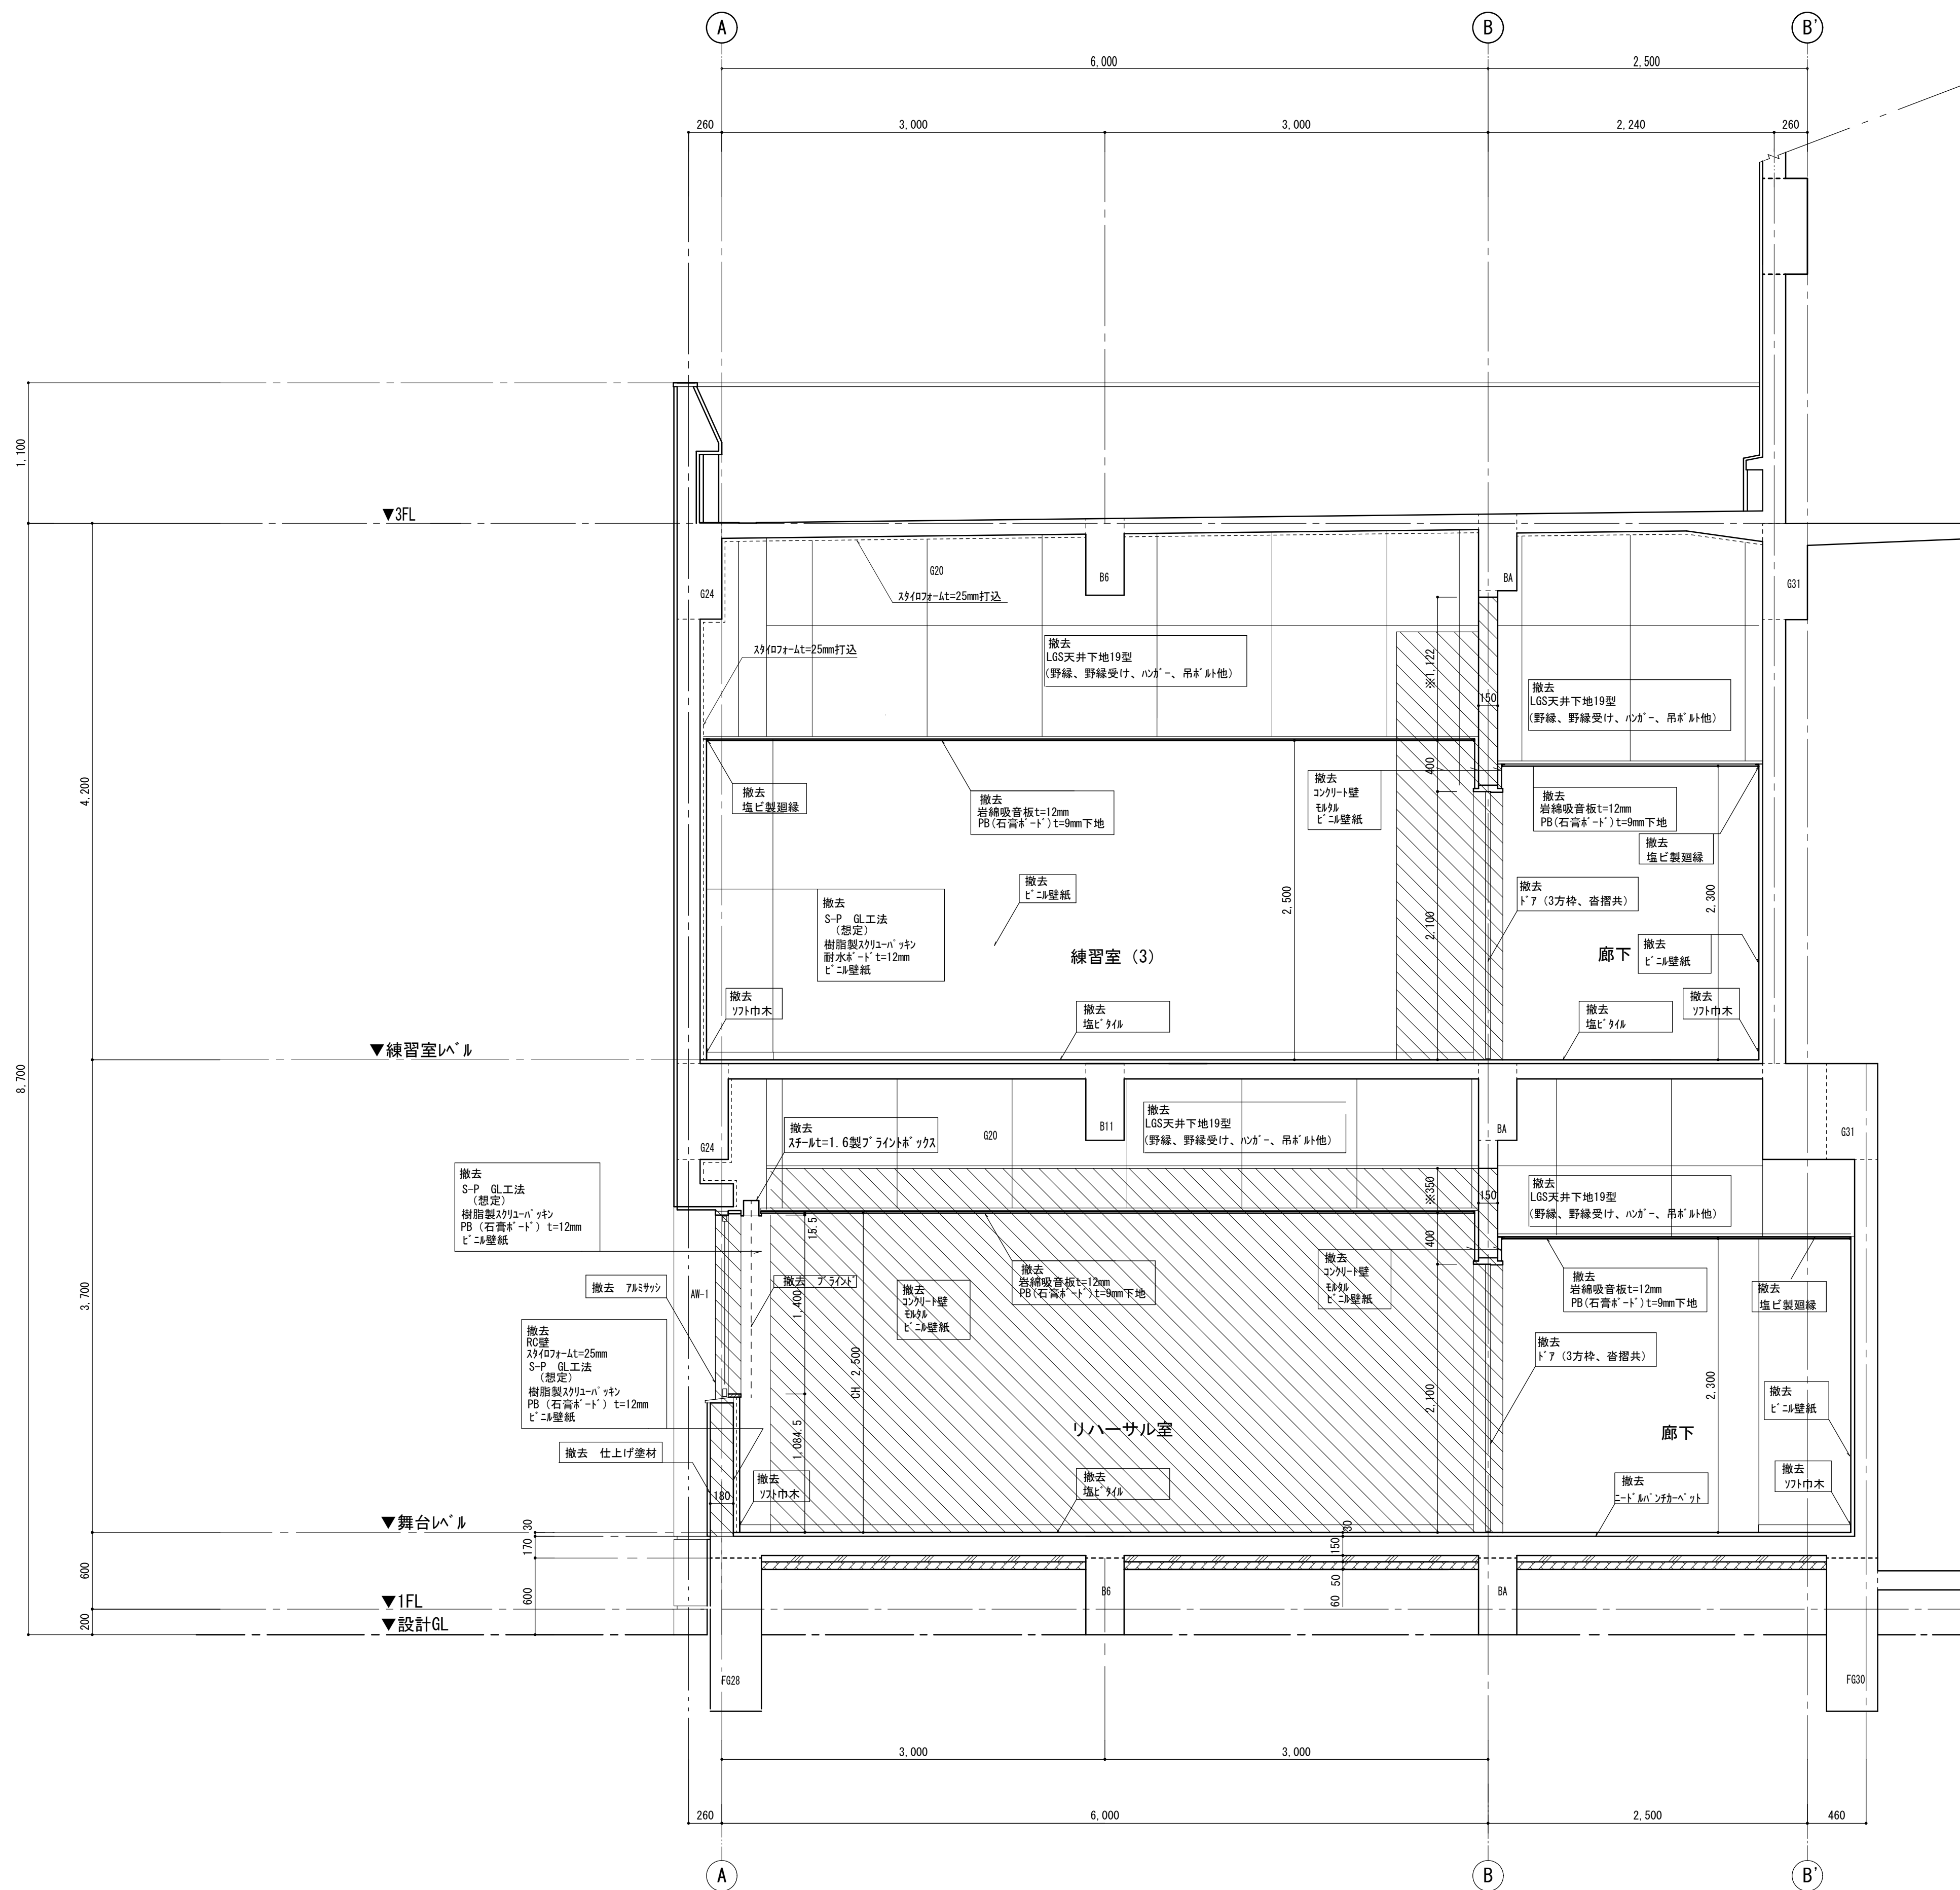 A
B
B'
6,000
2,500
260
3,000
3,000
2,240
260
1,100
▼3FL
G20
B6
BA
G24
G31
スタイロフォームt=25mm打込
スタイロフォームt=25mm打込
撤去
LGS天井下地19型
(野縁、野縁受け、ハンガー、吊ボルト他)
※1,122
150
撤去
LGS天井下地19型
(野縁、野縁受け、ハンガー、吊ボルト他)
4,200
400
撤去
塩ビ製廻縁
撤去
岩綿吸音板t=12mm
PB(石膏ボード)t=9mm下地
撤去
コンクリート壁
モルタル
ビニル壁紙
撤去
岩綿吸音板t=12mm
PB(石膏ボード)t=9mm下地
撤去
塩ビ製廻縁
撤去
S-P GL工法
(想定)
樹脂製スクリューパッキン
耐水ボードt=12mm
ビニル壁紙
撤去
ビニル壁紙
2,500
2,100
撤去
ドア(3方枠、沓摺共)
2,300
練習室(3)
廊下
撤去
ビニル壁紙
撤去
ソフト巾木
撤去
塩ビタイル
撤去
塩ビタイル
撤去
ソフト巾木
▼練習室レベル
8,700
撤去
スチールt=1.6製ブラインドボックス
G20
B11
撤去
LGS天井下地19型
(野縁、野縁受け、ハンガー、吊ボルト他)
BA
G31
G24
撤去
S-P GL工法
(想定)
樹脂製スクリューパッキン
PB(石膏ボード)t=12mm
ビニル壁紙
※350
150
撤去
LGS天井下地19型
(野縁、野縁受け、ハンガー、吊ボルト他)
15.5
400
3,700
撤去 アルミサッシ
AW-1
撤去 ブラインド
1,400
撤去
コンクリート壁
モルタル
ビニル壁紙
撤去
岩綿吸音板t=12mm
PB(石膏ボード)t=9mm下地
撤去
コンクリート壁
モルタル
ビニル壁紙
撤去
岩綿吸音板t=12mm
PB(石膏ボード)t=9mm下地
撤去
塩ビ製廻縁
撤去
RC壁
スタイロフォームt=25mm
S-P GL工法
(想定)
樹脂製スクリューパッキン
PB(石膏ボード)t=12mm
ビニル壁紙
CH 2,500
2,100
撤去
ドア(3方枠、沓摺共)
2,300
撤去
ビニル壁紙
リハーサル室
廊下
1,084.5
撤去 仕上げ塗材
180
撤去
ソフト巾木
撤去
塩ビタイル
撤去
ニードルパンチカーペット
撤去
ソフト巾木
▼舞台レベル
30
170
600
600
200
30
150
50
60
▼1FL
▼設計GL
B6
BA
FG28
FG30
3,000
3,000
260
6,000
2,500
460
A
B
B'